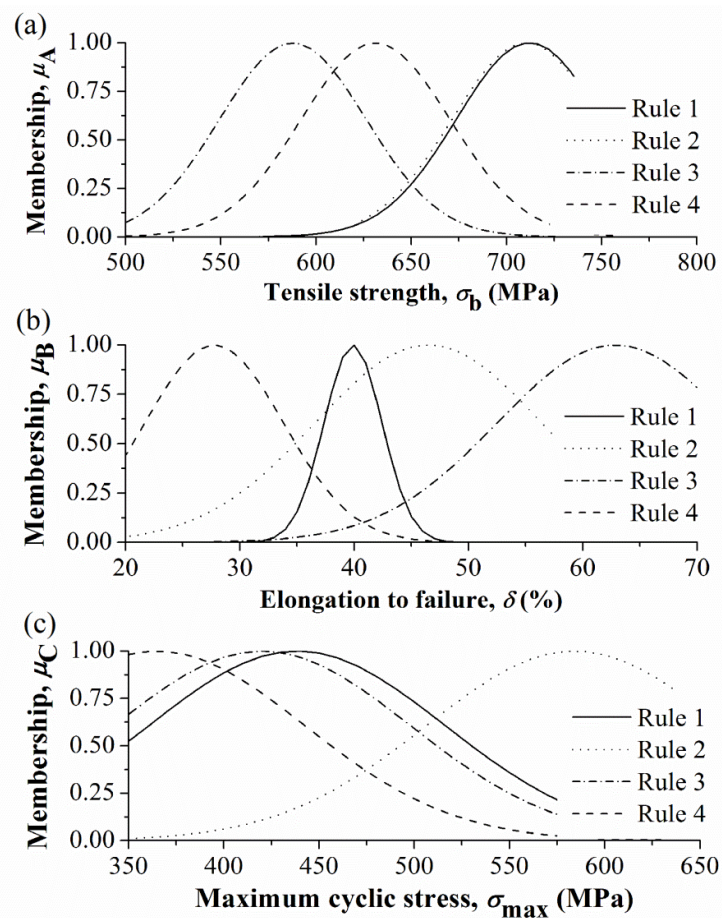 (a)
1.00
0.75
0.50
0.25
0.00
Membership, μA
Rule 1
Rule 2
Rule 3
Rule 4
500 550 600 650 700 750 800
Tensile strength, σb (MPa)
(b)
1.00
0.75
0.50
0.25
0.00
Membership, μB
Rule 1
Rule 2
Rule 3
Rule 4
20 30 40 50 60 70
Elongation to failure, δ (%)
(c)
1.00
0.75
0.50
0.25
0.00
Membership, μC
Rule 1
Rule 2
Rule 3
Rule 4
350 400 450 500 550 600 650
Maximum cyclic stress, σmax (MPa)